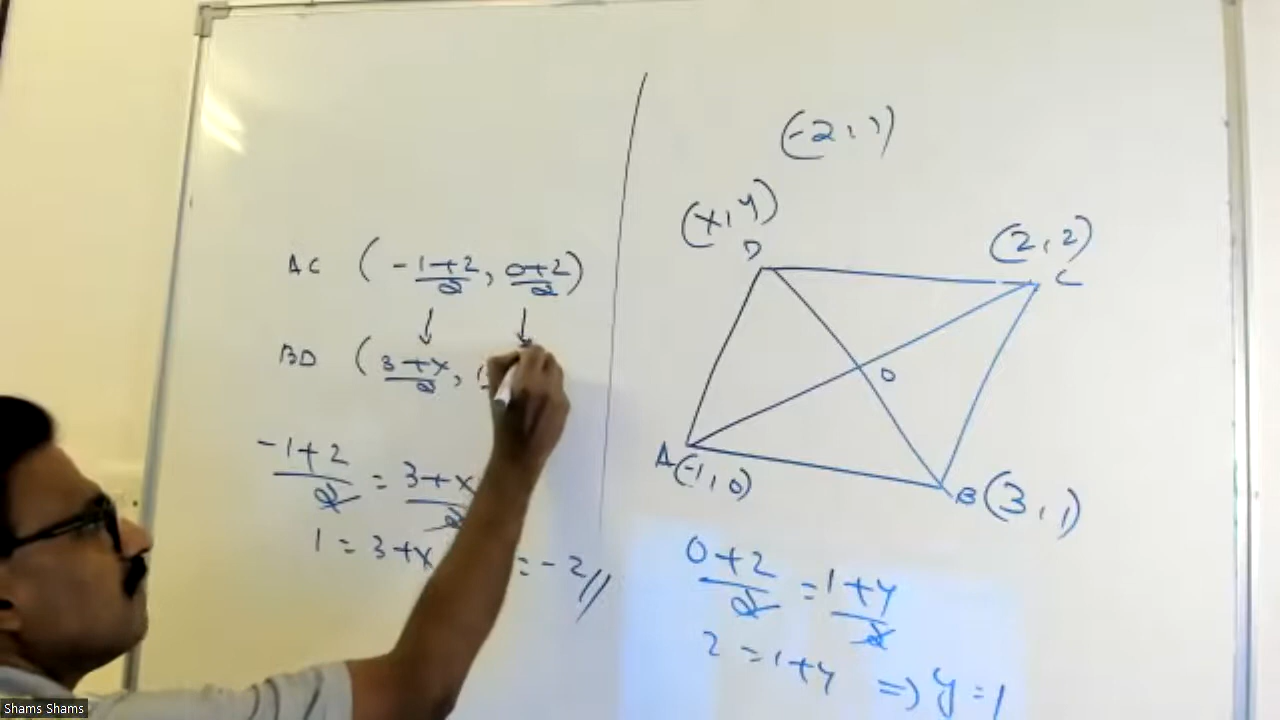 AC (-1+2/2, 0+2/2)
BD (3+x/2, 1
-1+2/2 = 3+x/2
1 = 3+x
= -2//
(-2, 1)
(x, y)
D
(2, 2)
C
O
A(-1, 0)
B(3, 1)
0+2/2 = 1+y/2
2 = 1+y => y = 1
Shams Shams